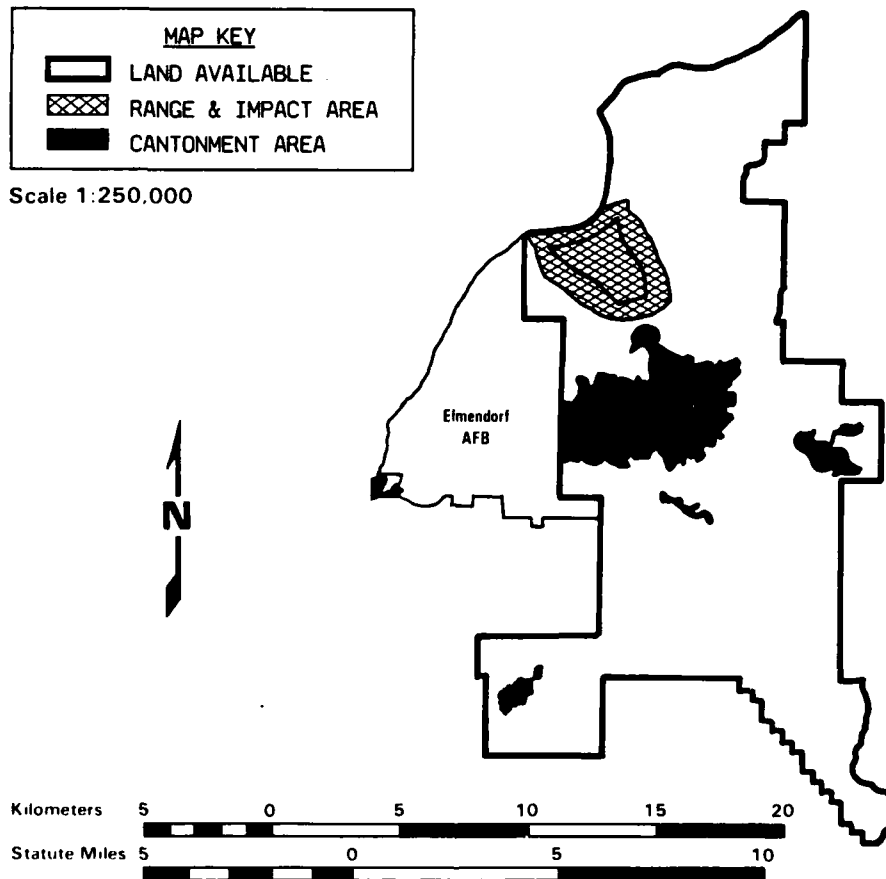 MAP KEY
LAND AVAILABLE
RANGE & IMPACT AREA
CANTONMENT AREA
Scale 1:250,000
Elmendorf
AFB
N
Kilometers 5 0 5 10 15 20
Statute Miles 5 0 5 10